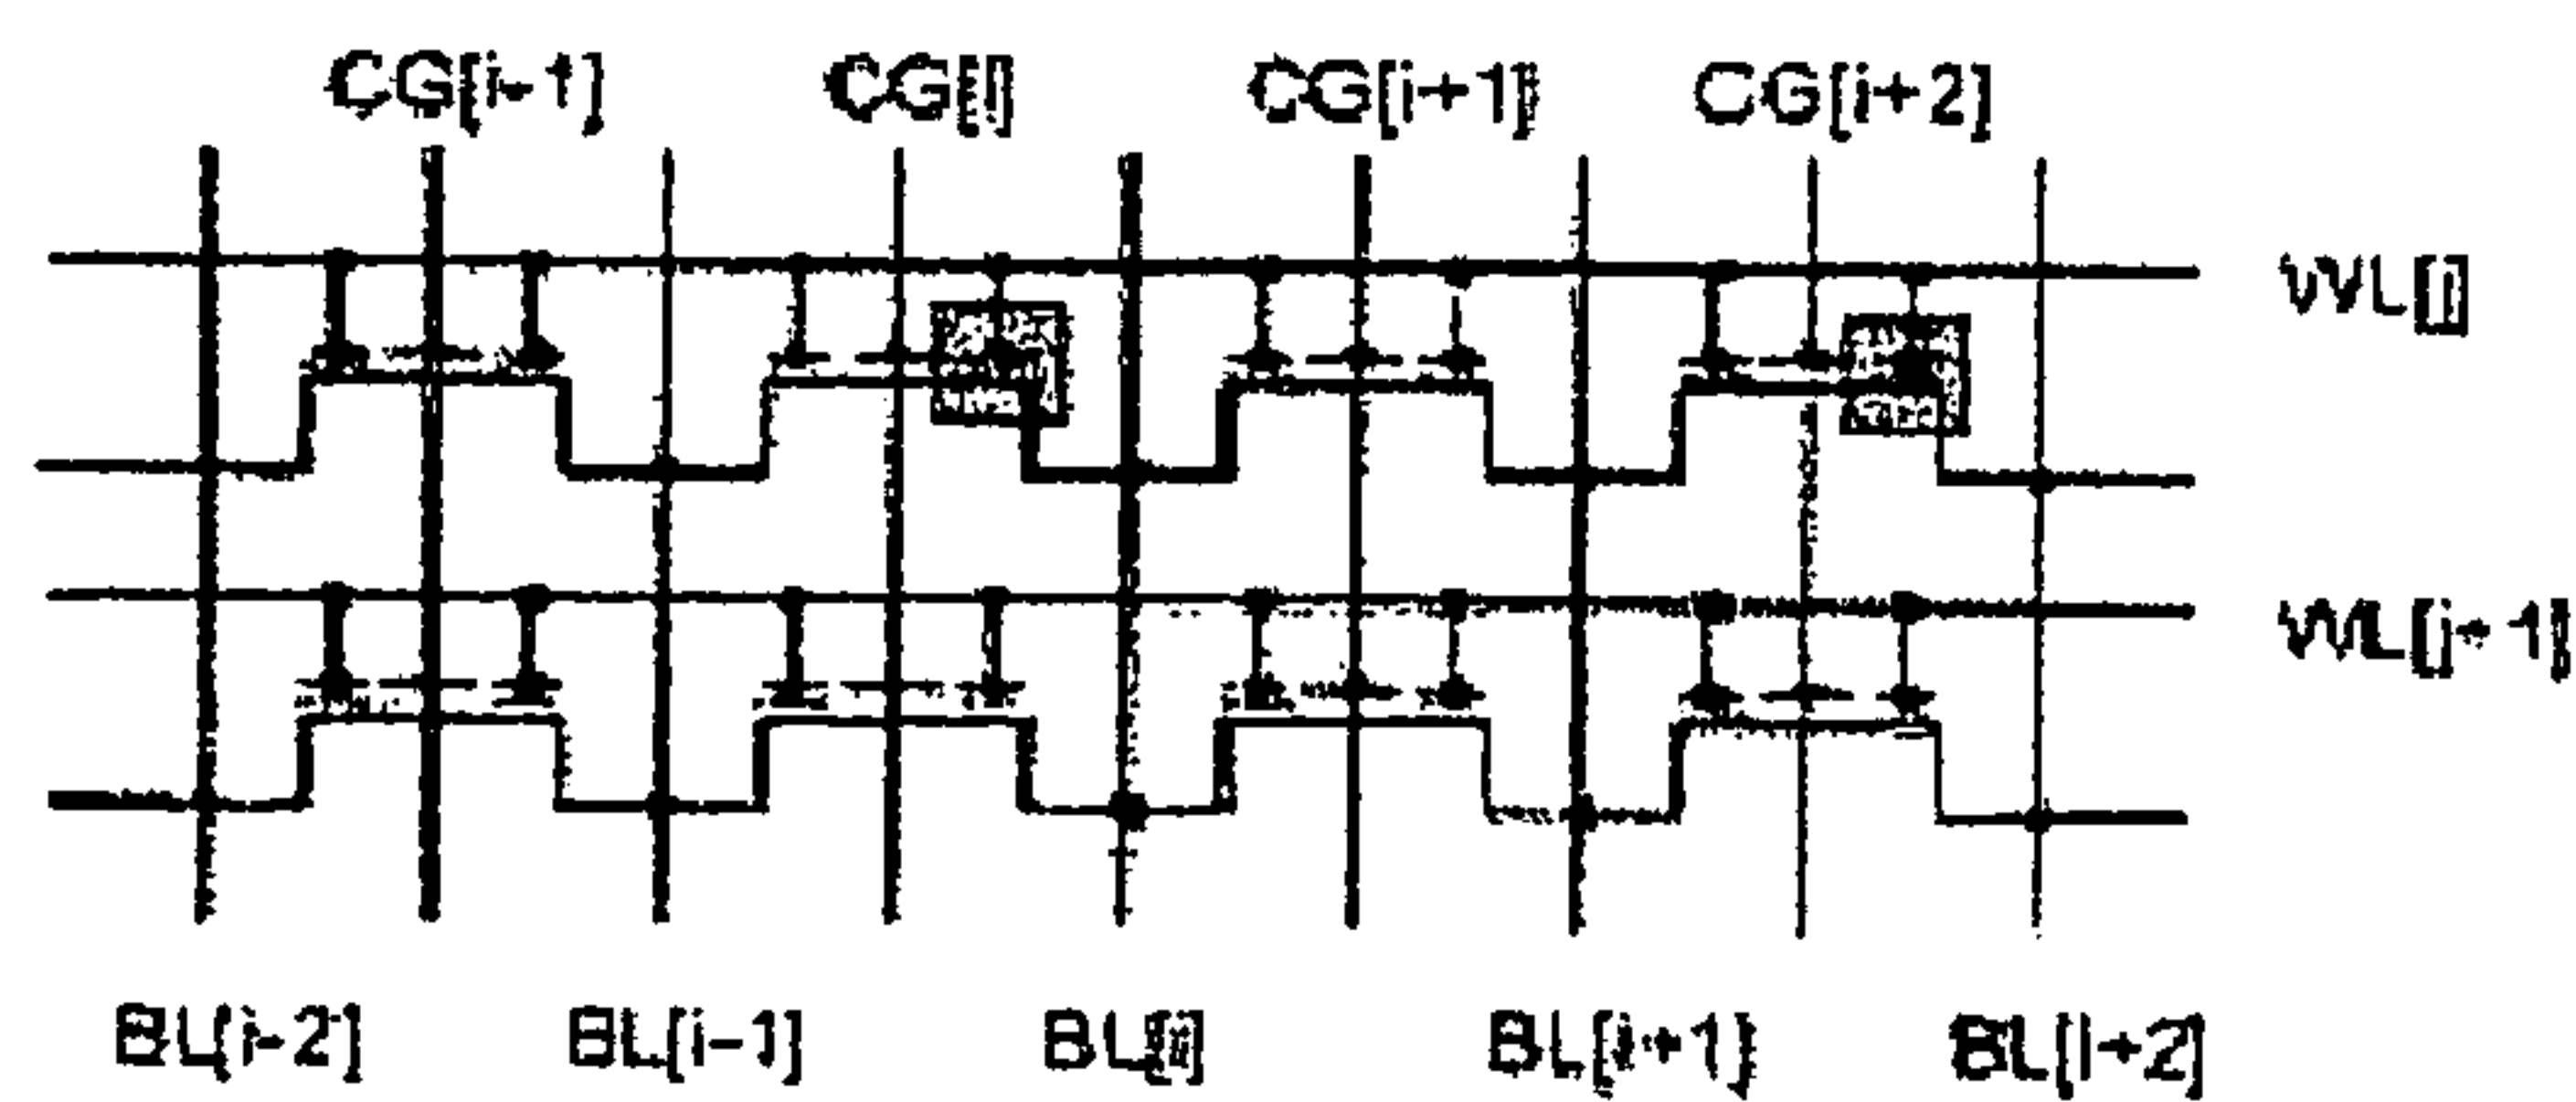 CG[i-1] CG[i] CG[i+1] CG[i+2]
WL[j]
WL[j+1]
BL[i-2] BL[i-1] BL[i] BL[i+1] BL[i+2]